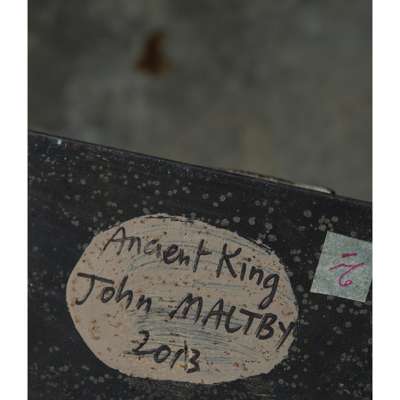 Ancient King
John MALTBY
2013